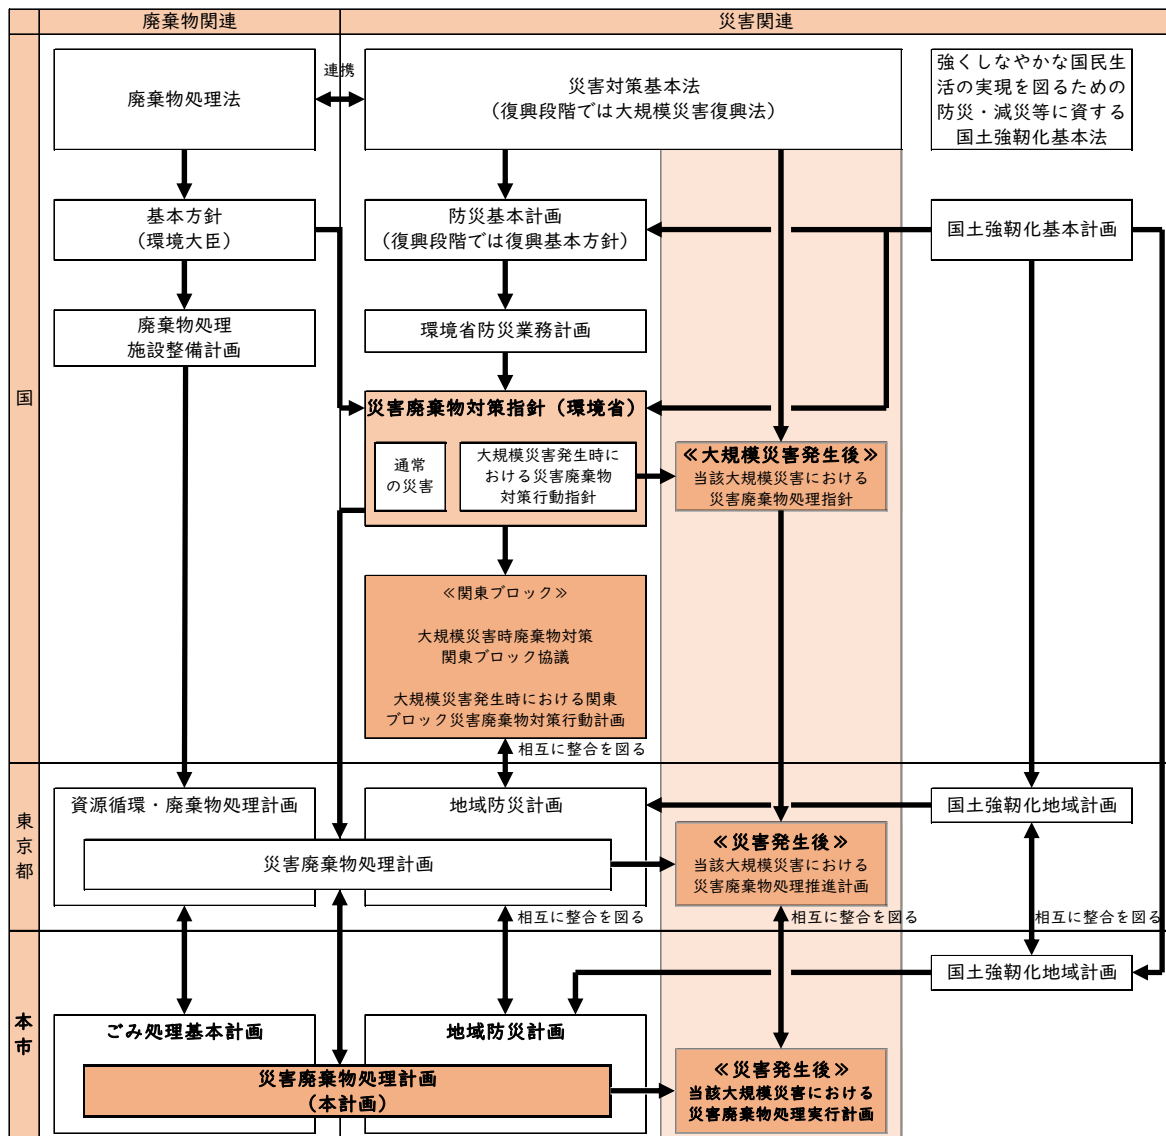 廃棄物関連
災害関連
国
廃棄物処理法
連携
災害対策基本法
(復興段階では大規模災害復興法)
強くしなやかな国民生
活の実現を図るための
防災・減災等に資する
国土強靭化基本法
基本方針
(環境大臣)
防災基本計画
(復興段階では復興基本方針)
国土強靭化基本計画
廃棄物処理
施設整備計画
環境省防災業務計画
災害廃棄物対策指針(環境省)
通常
の災害
大規模災害発生時に
おける災害廃棄物
対策行動指針
≪大規模災害発生後≫
当該大規模災害における
災害廃棄物処理指針
≪関東ブロック≫
大規模災害時廃棄物対策
関東ブロック協議
大規模災害発生時における関東
ブロック災害廃棄物対策行動計画
相互に整合を図る
東
京
都
資源循環・廃棄物処理計画
地域防災計画
国土強靭化地域計画
災害廃棄物処理計画
≪災害発生後≫
当該大規模災害における
災害廃棄物処理推進計画
相互に整合を図る
相互に整合を図る
相互に整合を図る
本
市
国土強靭化地域計画
ごみ処理基本計画
地域防災計画
災害廃棄物処理計画
(本計画)
≪災害発生後≫
当該大規模災害における
災害廃棄物処理実行計画